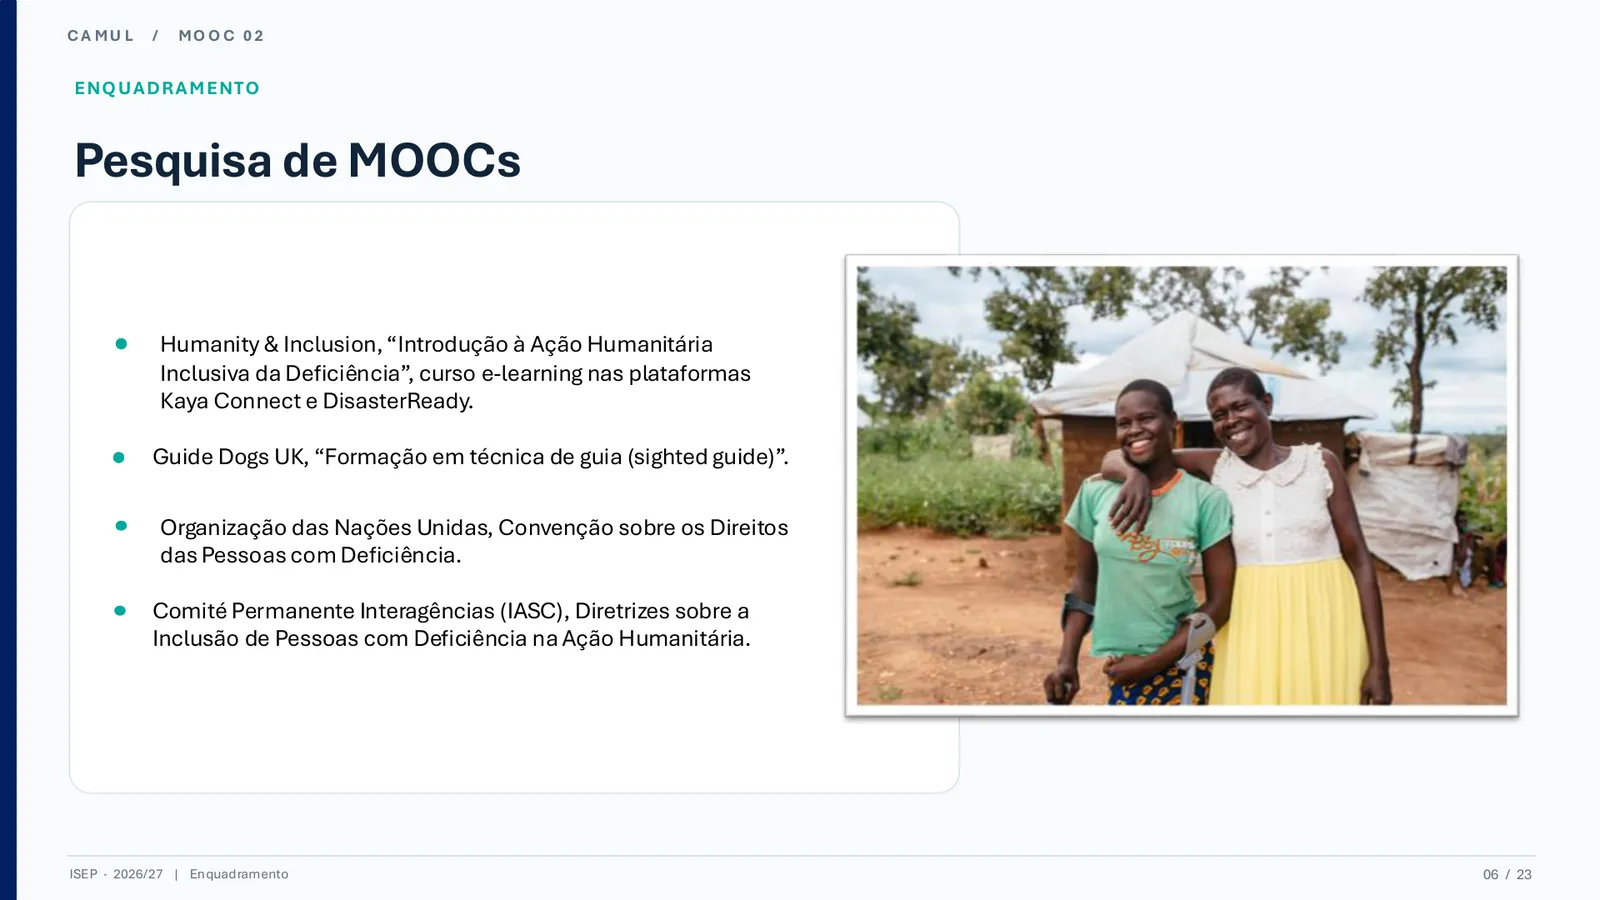 CAMUL / MOOC 02
ENQUADRAMENTO
Pesquisa de MOOCs
Humanity & Inclusion, “Introdução à Ação Humanitária
Inclusiva da Deficiência”, curso e-learning nas plataformas
Kaya Connect e DisasterReady.
Guide Dogs UK, “Formação em técnica de guia (sighted guide)”.
Organização das Nações Unidas, Convenção sobre os Direitos
das Pessoas com Deficiência.
Comité Permanente Interagências (IASC), Diretrizes sobre a
Inclusão de Pessoas com Deficiência na Ação Humanitária.
ISEP · 2026/27 | Enquadramento
06 / 23